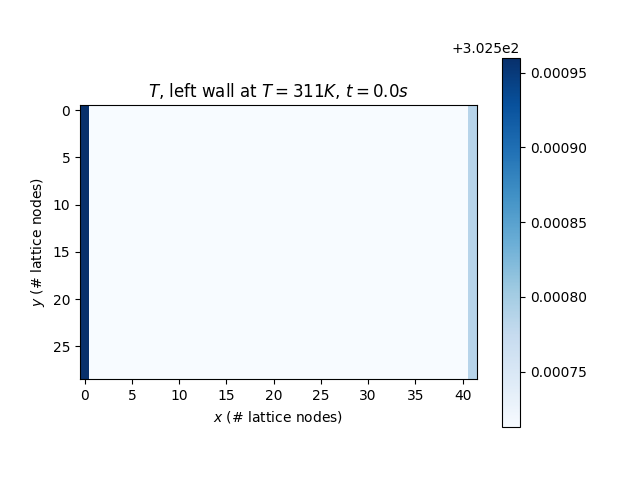 +3.025e2
T, left wall at T = 311K, t = 0.0s
0
5
10
15
20
25
y (# lattice nodes)
0 5 10 15 20 25 30 35 40
x (# lattice nodes)
0.00095
0.00090
0.00085
0.00080
0.00075